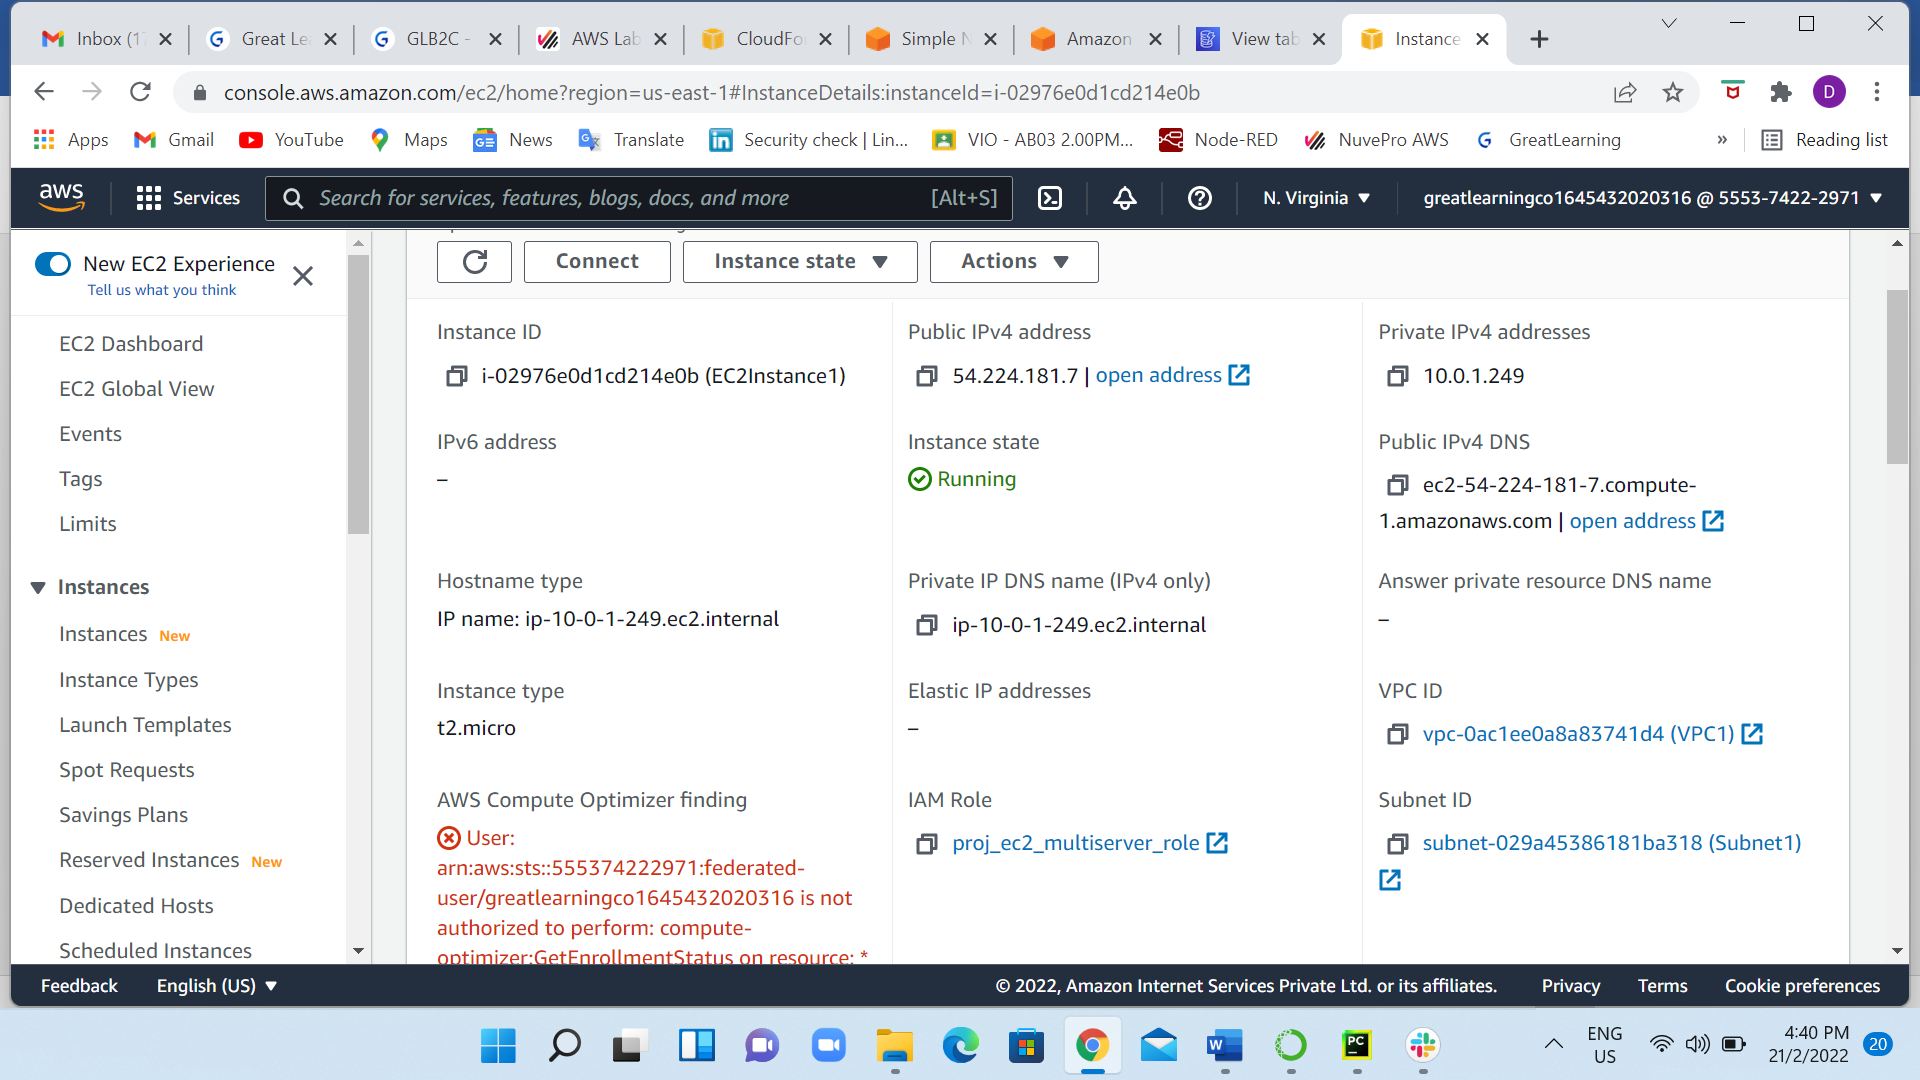 Inbox (1
Great Le
GLB2C -
AWS Lab
CloudFo
Simple N
Amazon
View tab
Instance
console.aws.amazon.com/ec2/home?region=us-east-1#InstanceDetails:instanceId=i-02976e0d1cd214e0b
D
Apps
Gmail
YouTube
Maps
News
Translate
Security check | Lin...
VIO - AB03 2.00PM...
Node-RED
NuvePro AWS
GreatLearning
»
Reading list
aws
Services
Search for services, features, blogs, docs, and more
[Alt+S]
N. Virginia
greatlearningco1645432020316 @ 5553-7422-2971
New EC2 Experience
Tell us what you think
EC2 Dashboard
EC2 Global View
Events
Tags
Limits
Instances
Instances New
Instance Types
Launch Templates
Spot Requests
Savings Plans
Reserved Instances New
Dedicated Hosts
Scheduled Instances
Connect
Instance state
Actions
Instance ID
i-02976e0d1cd214e0b (EC2Instance1)
Public IPv4 address
54.224.181.7 | open address
Private IPv4 addresses
10.0.1.249
IPv6 address
–
Instance state
Running
Public IPv4 DNS
ec2-54-224-181-7.compute-
1.amazonaws.com | open address
Hostname type
IP name: ip-10-0-1-249.ec2.internal
Private IP DNS name (IPv4 only)
ip-10-0-1-249.ec2.internal
Answer private resource DNS name
–
Instance type
t2.micro
Elastic IP addresses
–
VPC ID
vpc-0ac1ee0a8a83741d4 (VPC1)
AWS Compute Optimizer finding
User:
arn:aws:sts::555374222971:federated-
user/greatlearningco1645432020316 is not
authorized to perform: compute-
optimizer:GetEnrollmentStatus on resource: *
IAM Role
proj_ec2_multiserver_role
Subnet ID
subnet-029a45386181ba318 (Subnet1)
Feedback
English (US)
© 2022, Amazon Internet Services Private Ltd. or its affiliates.
Privacy
Terms
Cookie preferences
ENG
US
4:40 PM
21/2/2022
20